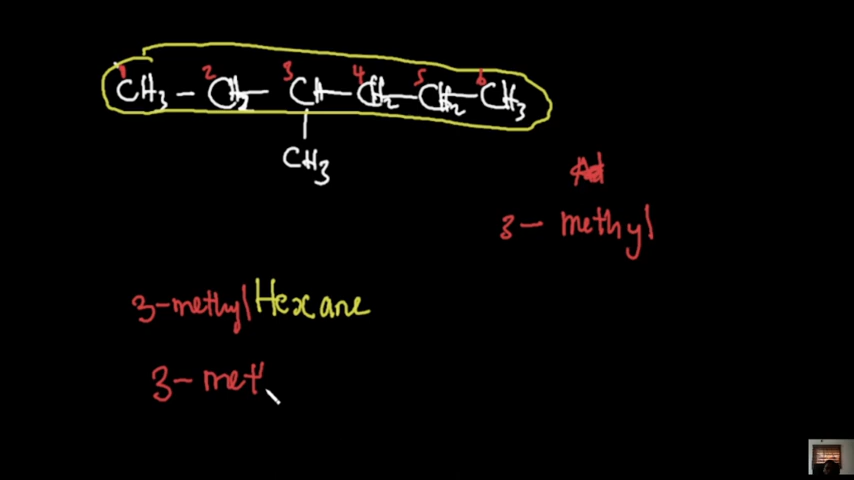 1 2 3 4 5 6
CH3 - CH2 - CH - CH2 - CH2 - CH3
CH3
3- methyl
3-methylHexane
3- met